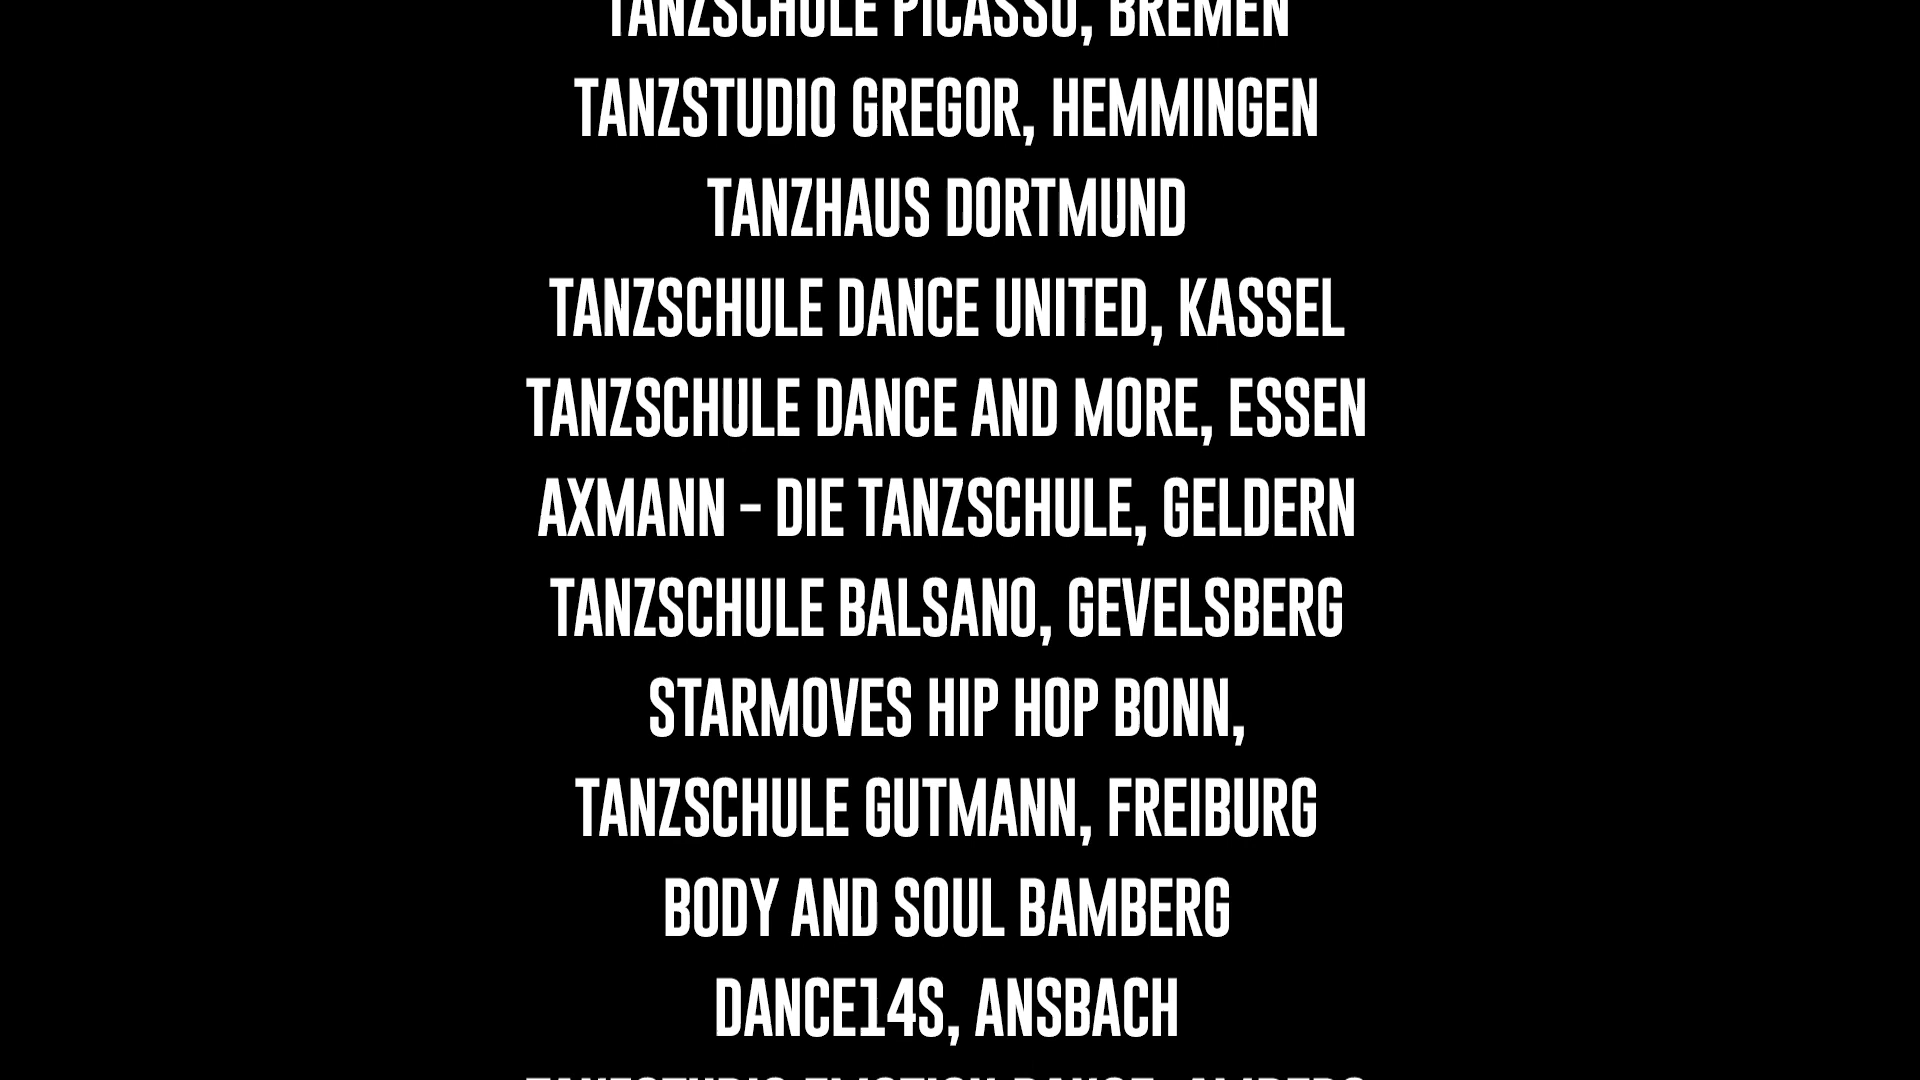 TANZSCHULE PICASSO, BREMEN
TANZSTUDIO GREGOR, HEMMINGEN
TANZHAUS DORTMUND
TANZSCHULE DANCE UNITED, KASSEL
TANZSCHULE DANCE AND MORE, ESSEN
AXMANN - DIE TANZSCHULE, GELDERN
TANZSCHULE BALSANO, GEVELSBERG
STARMOVES HIP HOP BONN,
TANZSCHULE GUTMANN, FREIBURG
BODY AND SOUL BAMBERG
DANCE14S, ANSBACH